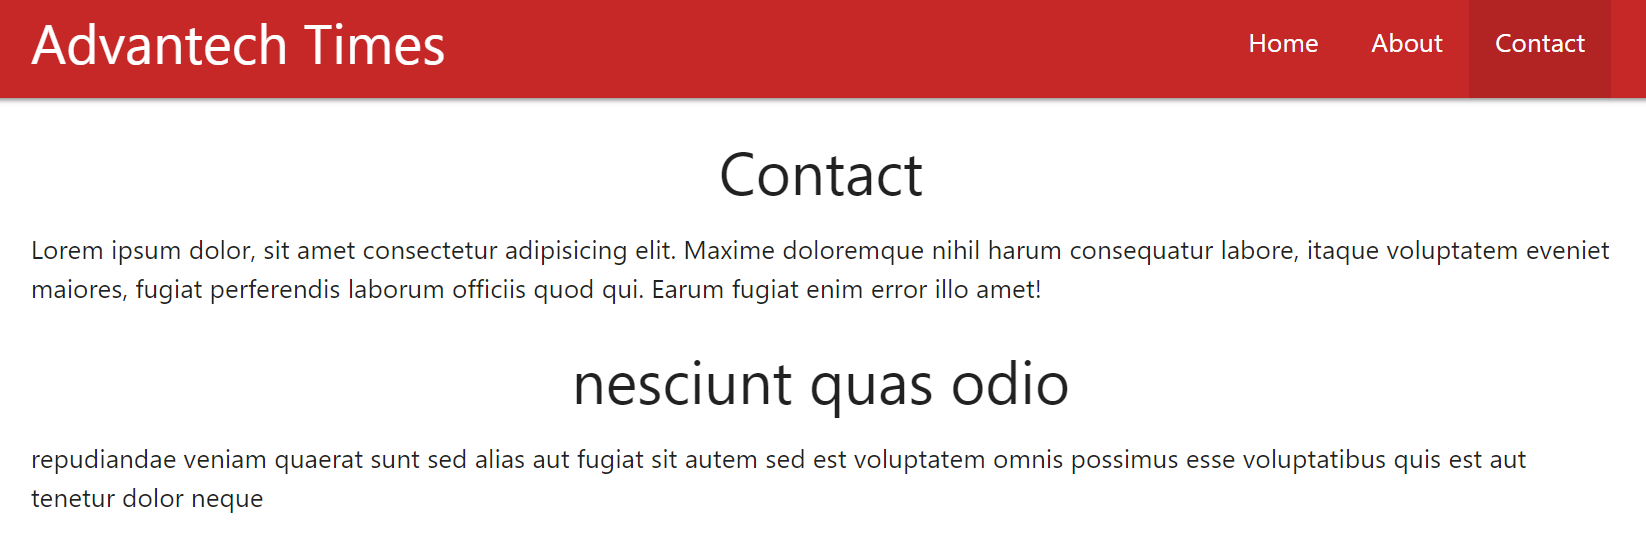 Advantech Times
Home About Contact
Contact
Lorem ipsum dolor, sit amet consectetur adipisicing elit. Maxime doloremque nihil harum consequatur labore, itaque voluptatem eveniet
maiores, fugiat perferendis laborum officiis quod qui. Earum fugiat enim error illo amet!
nesciunt quas odio
repudiandae veniam quaerat sunt sed alias aut fugiat sit autem sed est voluptatem omnis possimus esse voluptatibus quis est aut
tenetur dolor neque